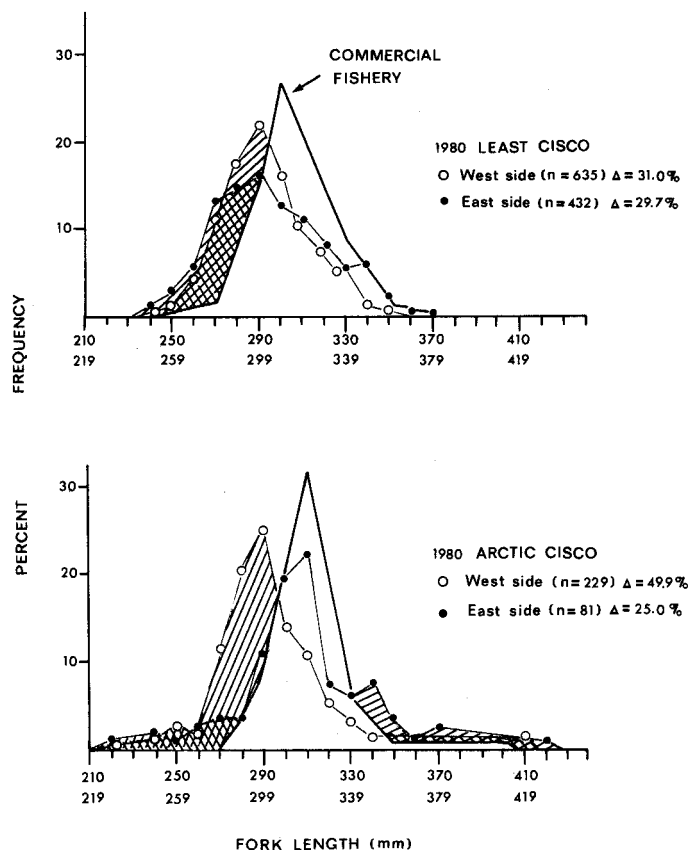 30
20
10
COMMERCIAL
FISHERY
1980 LEAST CISCO
West side (n=635) Δ=31.0%
East side (n=432) Δ=29.7%
210 250 290 330 370 410
219 259 299 339 379 419
FREQUENCY
PERCENT
30
20
10
1980 ARCTIC CISCO
West side (n=229) Δ=49.9%
East side (n=81) Δ=25.0%
210 250 290 330 370 410
219 259 299 339 379 419
FORK LENGTH (mm)